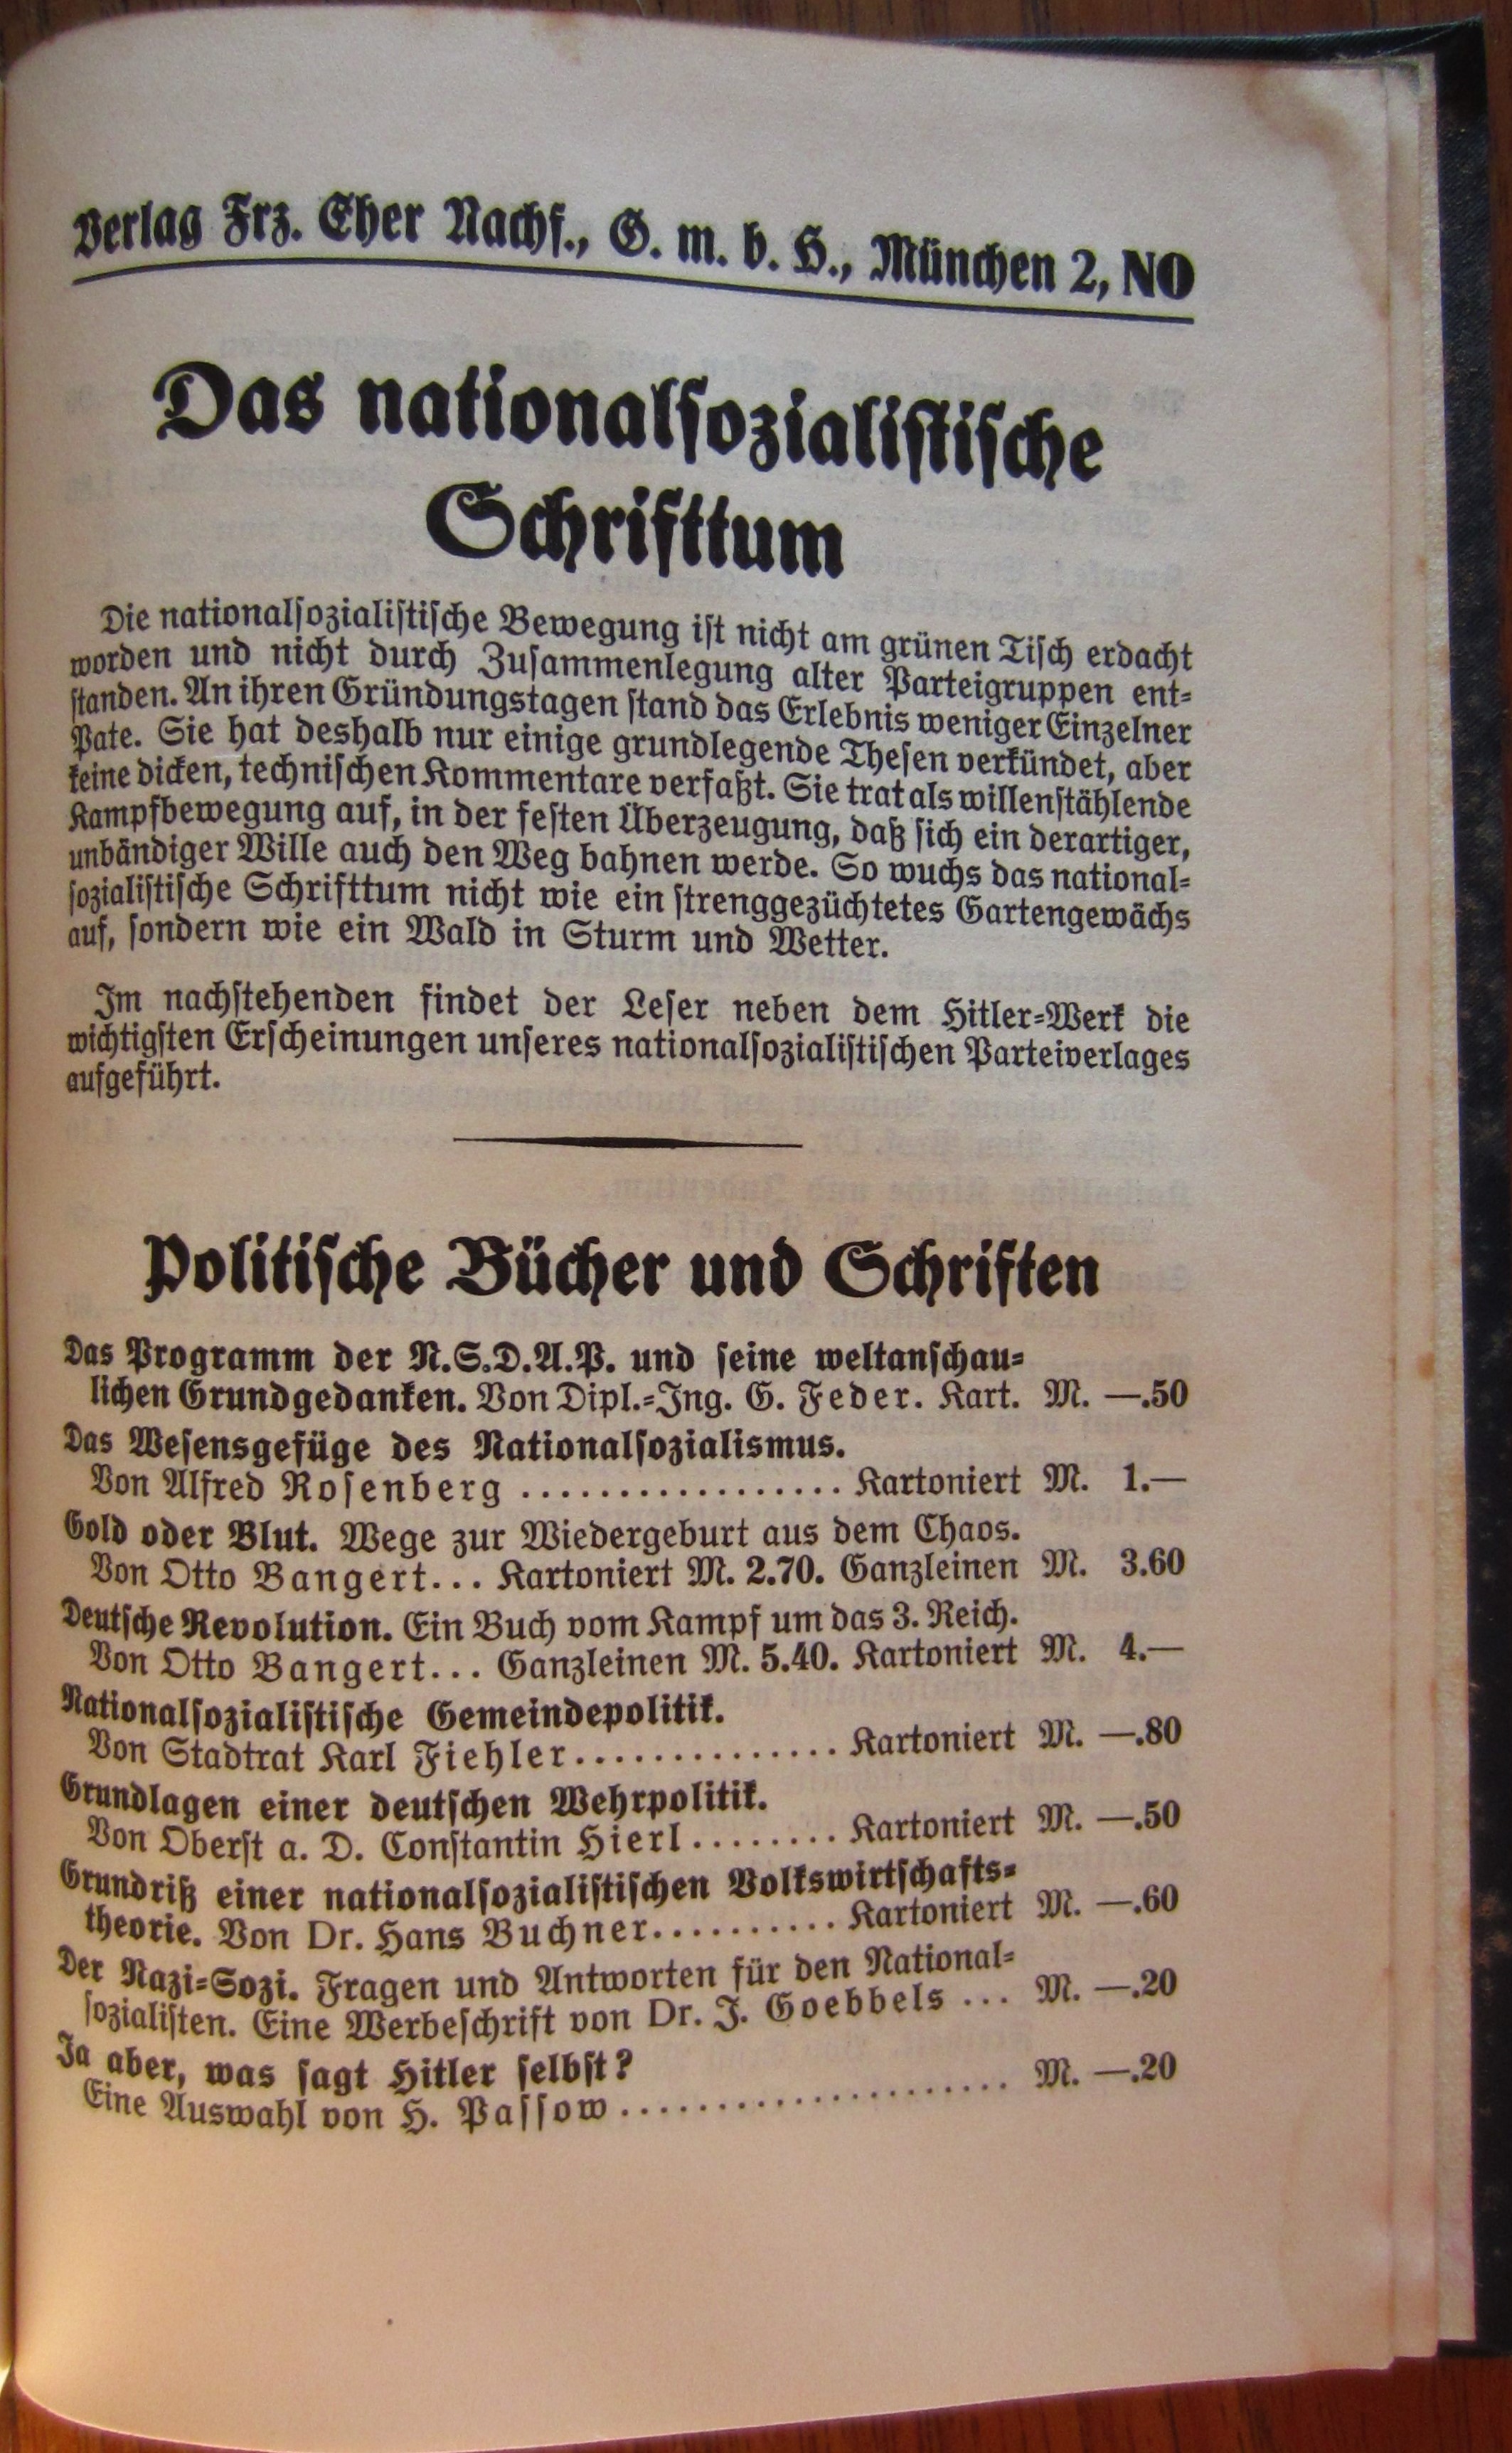 Verlag Frz. Eher Nachf., G. m. b. H., München 2, NO
Das nationalsozialistische
Schrifttum
Die nationalsozialistische Bewegung ist nicht am grünen Tisch erdacht
worden und nicht durch Zusammenlegung alter Parteigruppen ent-
standen. An ihren Gründungstagen stand das Erlebnis weniger Einzelner
Pate. Sie hat deshalb nur einige grundlegende Thesen verkündet, aber
keine dicken, technischen Kommentare verfaßt. Sie trat als willenstählende
Kampfbewegung auf, in der festen Überzeugung, daß sich ein derartiger,
unbändiger Wille auch den Weg bahnen werde. So wuchs das national-
sozialistische Schrifttum nicht wie ein strenggezüchtetes Gartengewächs
auf, sondern wie ein Wald in Sturm und Wetter.
Im nachstehenden findet der Leser neben dem Hitler-Werk die
wichtigsten Erscheinungen unseres nationalsozialistischen Parteiverlages
aufgeführt.
Politische Bücher und Schriften
Das Programm der N.S.D.A.P. und seine weltanschau-
lichen Grundgedanken. Von Dipl.-Ing. G. Feder. Kart. M. —.50
Das Wesensgefüge des Nationalsozialismus.
Von Alfred Rosenberg ................. Kartoniert M. 1.—
Gold oder Blut. Wege zur Wiedergeburt aus dem Chaos.
Von Otto Bangert... Kartoniert M. 2.70. Ganzleinen M. 3.60
Deutsche Revolution. Ein Buch vom Kampf um das 3. Reich.
Von Otto Bangert... Ganzleinen M. 5.40. Kartoniert M. 4.—
Nationalsozialistische Gemeindepolitik.
Von Stadtrat Karl Fiehler.............. Kartoniert M. —.80
Grundlagen einer deutschen Wehrpolitik.
Von Oberst a. D. Constantin Hierl ........ Kartoniert M. —.50
Grundriß einer nationalsozialistischen Volkswirtschafts-
theorie. Von Dr. Hans Buchner.......... Kartoniert M. —.60
Der Nazi-Sozi. Fragen und Antworten für den National-
sozialisten. Eine Werbeschrift von Dr. J. Goebbels ... M. —.20
Ja aber, was sagt Hitler selbst?
Eine Auswahl von H. Passow ..................... M. —.20